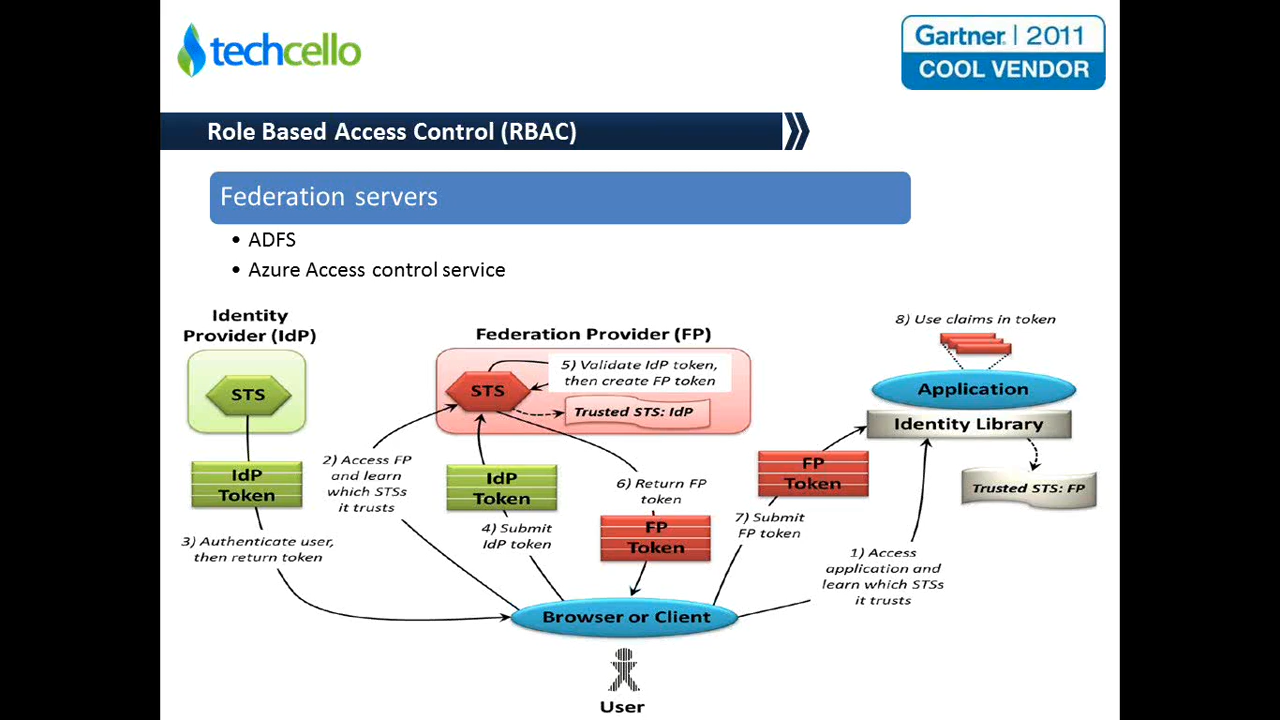 techcello
Gartner | 2011
COOL VENDOR
Role Based Access Control (RBAC)
Federation servers
• ADFS
• Azure Access control service
Identity
Provider (IdP)
STS
IdP
Token
3) Authenticate user,
then return token
2) Access FP
and learn
which STSs
it trusts
Federation Provider (FP)
STS
5) Validate IdP token,
then create FP token
Trusted STS: IdP
IdP
Token
4) Submit
IdP token
6) Return FP
token
FP
Token
7) Submit
FP token
FP
Token
8) Use claims in token
Application
Identity Library
Trusted STS: FP
1) Access
application and
learn which STSs
it trusts
Browser or Client
User